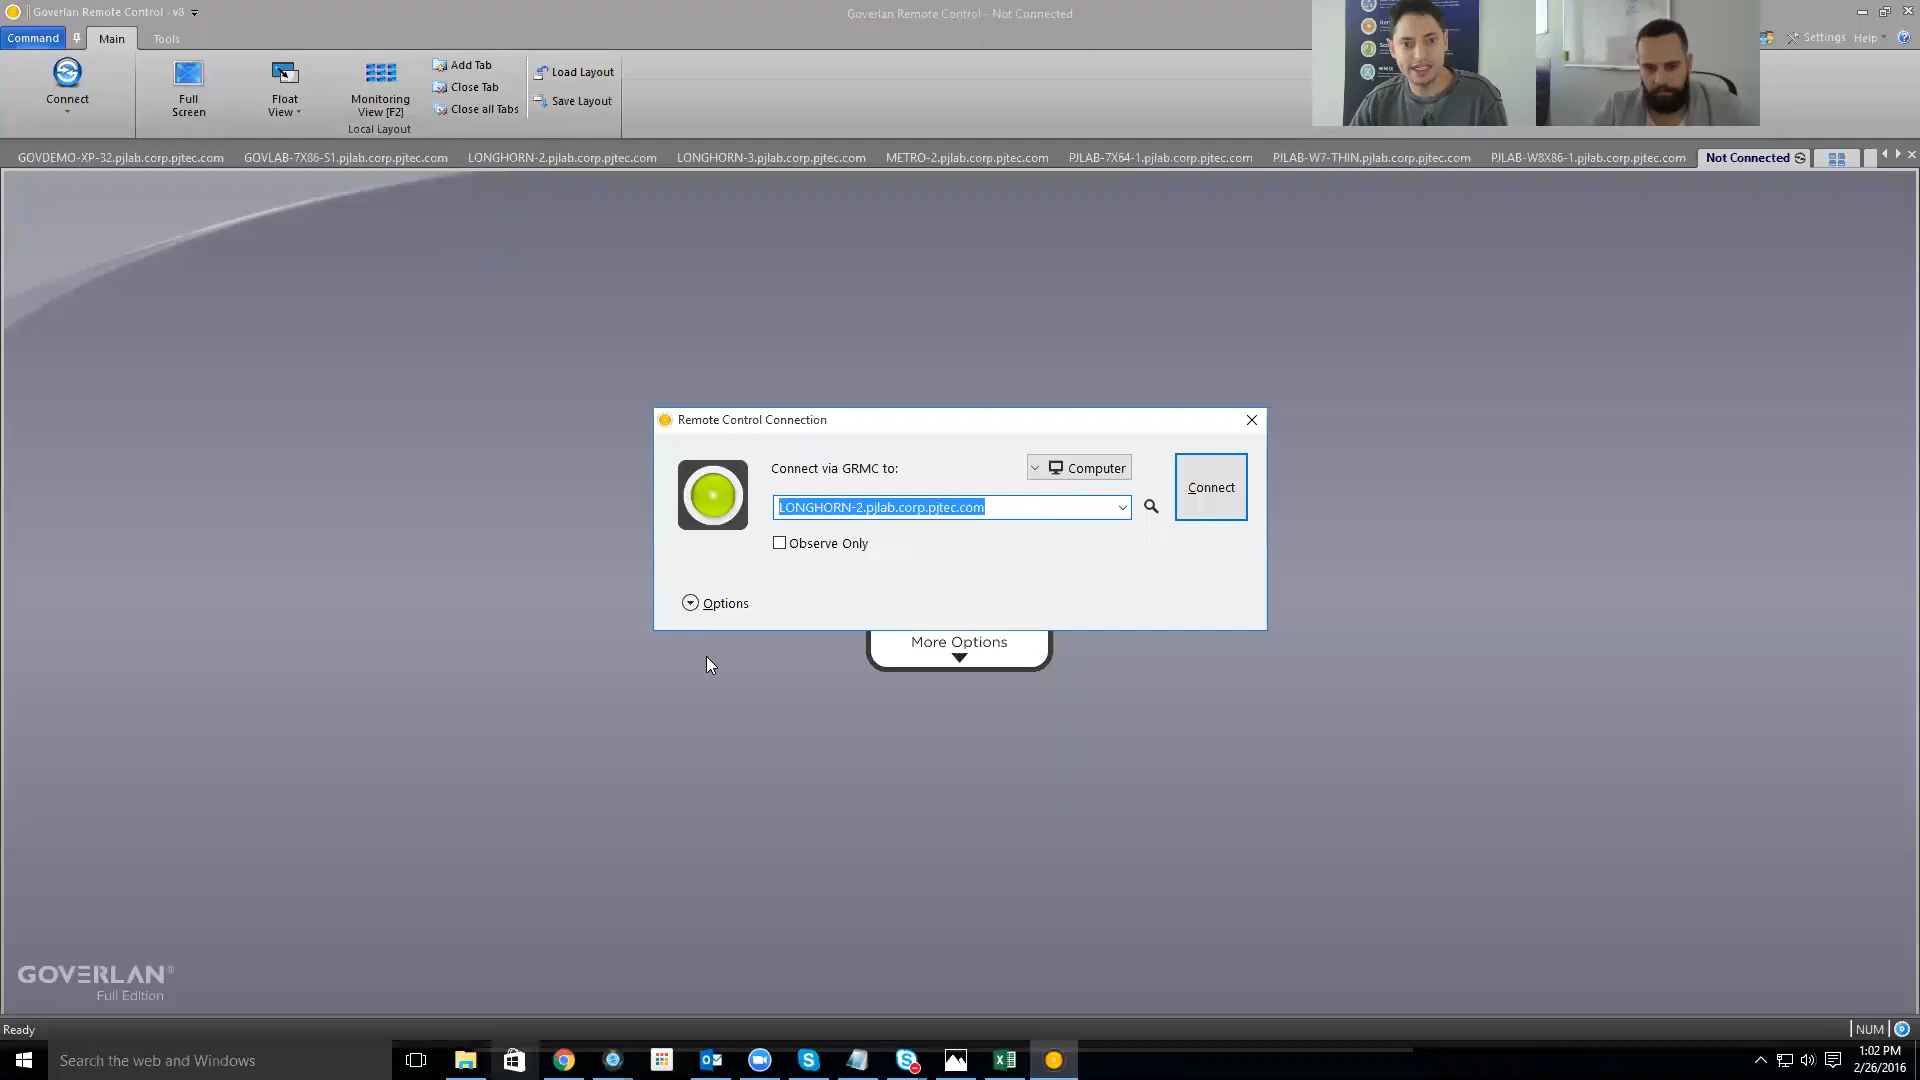 Goverlan Remote Control - v8
Goverlan Remote Control - Not Connected
Command
Main
Tools
Settings
Help
Connect
Full
Screen
Float
View
Monitoring
View [F2]
Add Tab
Close Tab
Close all Tabs
Load Layout
Save Layout
Local Layout
GOVDEMO-XP-32.pjlab.corp.pjtec.com
GOVLAB-7X86-S1.pjlab.corp.pjtec.com
LONGHORN-2.pjlab.corp.pjtec.com
LONGHORN-3.pjlab.corp.pjtec.com
METRO-2.pjlab.corp.pjtec.com
PJLAB-7X64-1.pjlab.corp.pjtec.com
PJLAB-W7-THIN.pjlab.corp.pjtec.com
PJLAB-W8X86-1.pjlab.corp.pjtec.com
Not Connected
Remote Control Connection
Connect via GRMC to:
Computer
LONGHORN-2.pjlab.corp.pjtec.com
Connect
Observe Only
Options
More Options
GOVERLAN®
Full Edition
Ready
NUM
Search the web and Windows
1:02 PM
2/26/2016